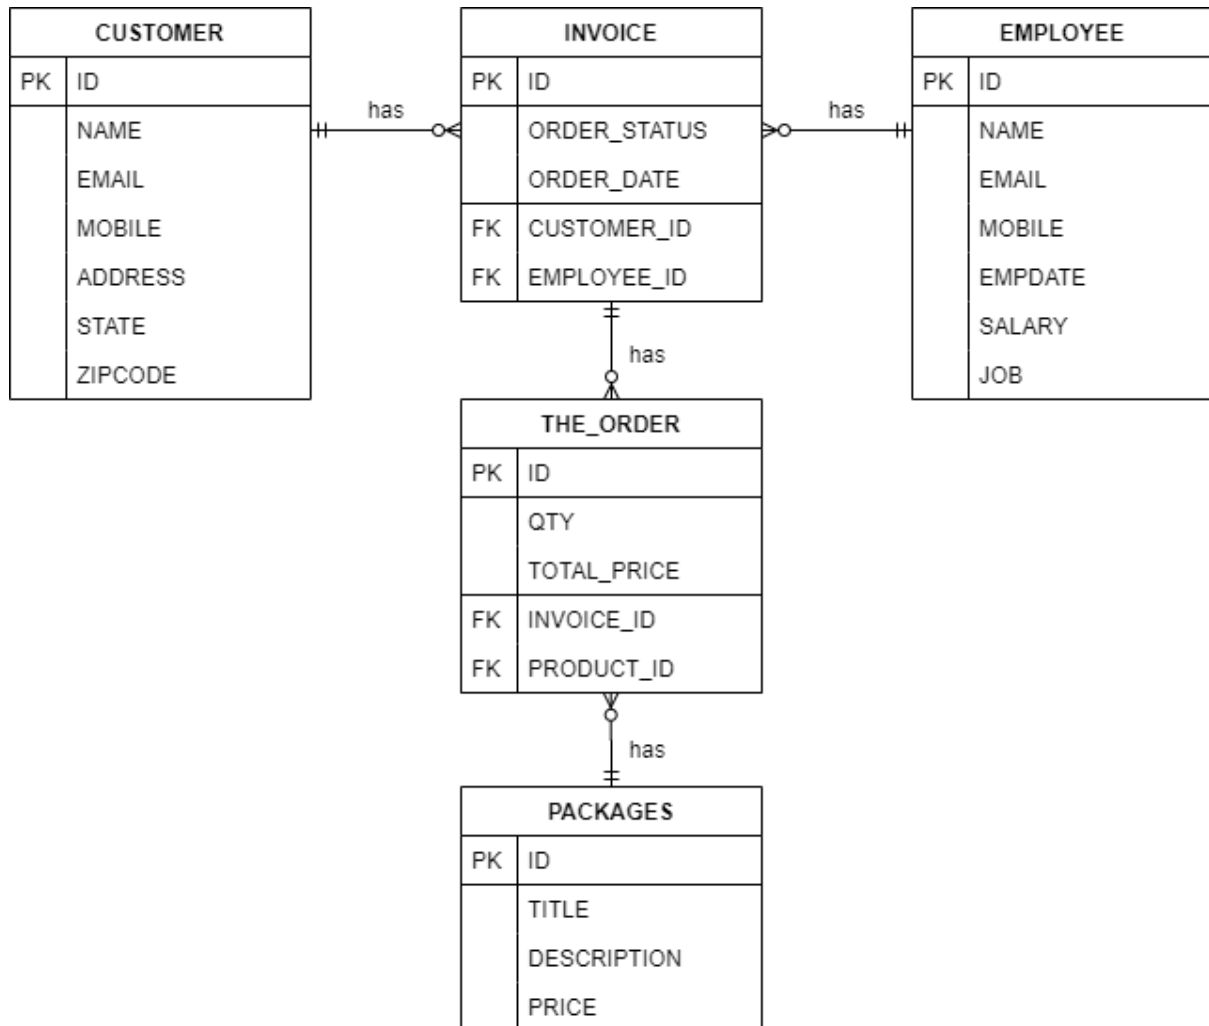 CUSTOMER
PK ID
NAME
EMAIL
MOBILE
ADDRESS
STATE
ZIPCODE
has
INVOICE
PK ID
ORDER_STATUS
ORDER_DATE
FK CUSTOMER_ID
FK EMPLOYEE_ID
has
EMPLOYEE
PK ID
NAME
EMAIL
MOBILE
EMPDATE
SALARY
JOB
has
THE_ORDER
PK ID
QTY
TOTAL_PRICE
FK INVOICE_ID
FK PRODUCT_ID
has
PACKAGES
PK ID
TITLE
DESCRIPTION
PRICE